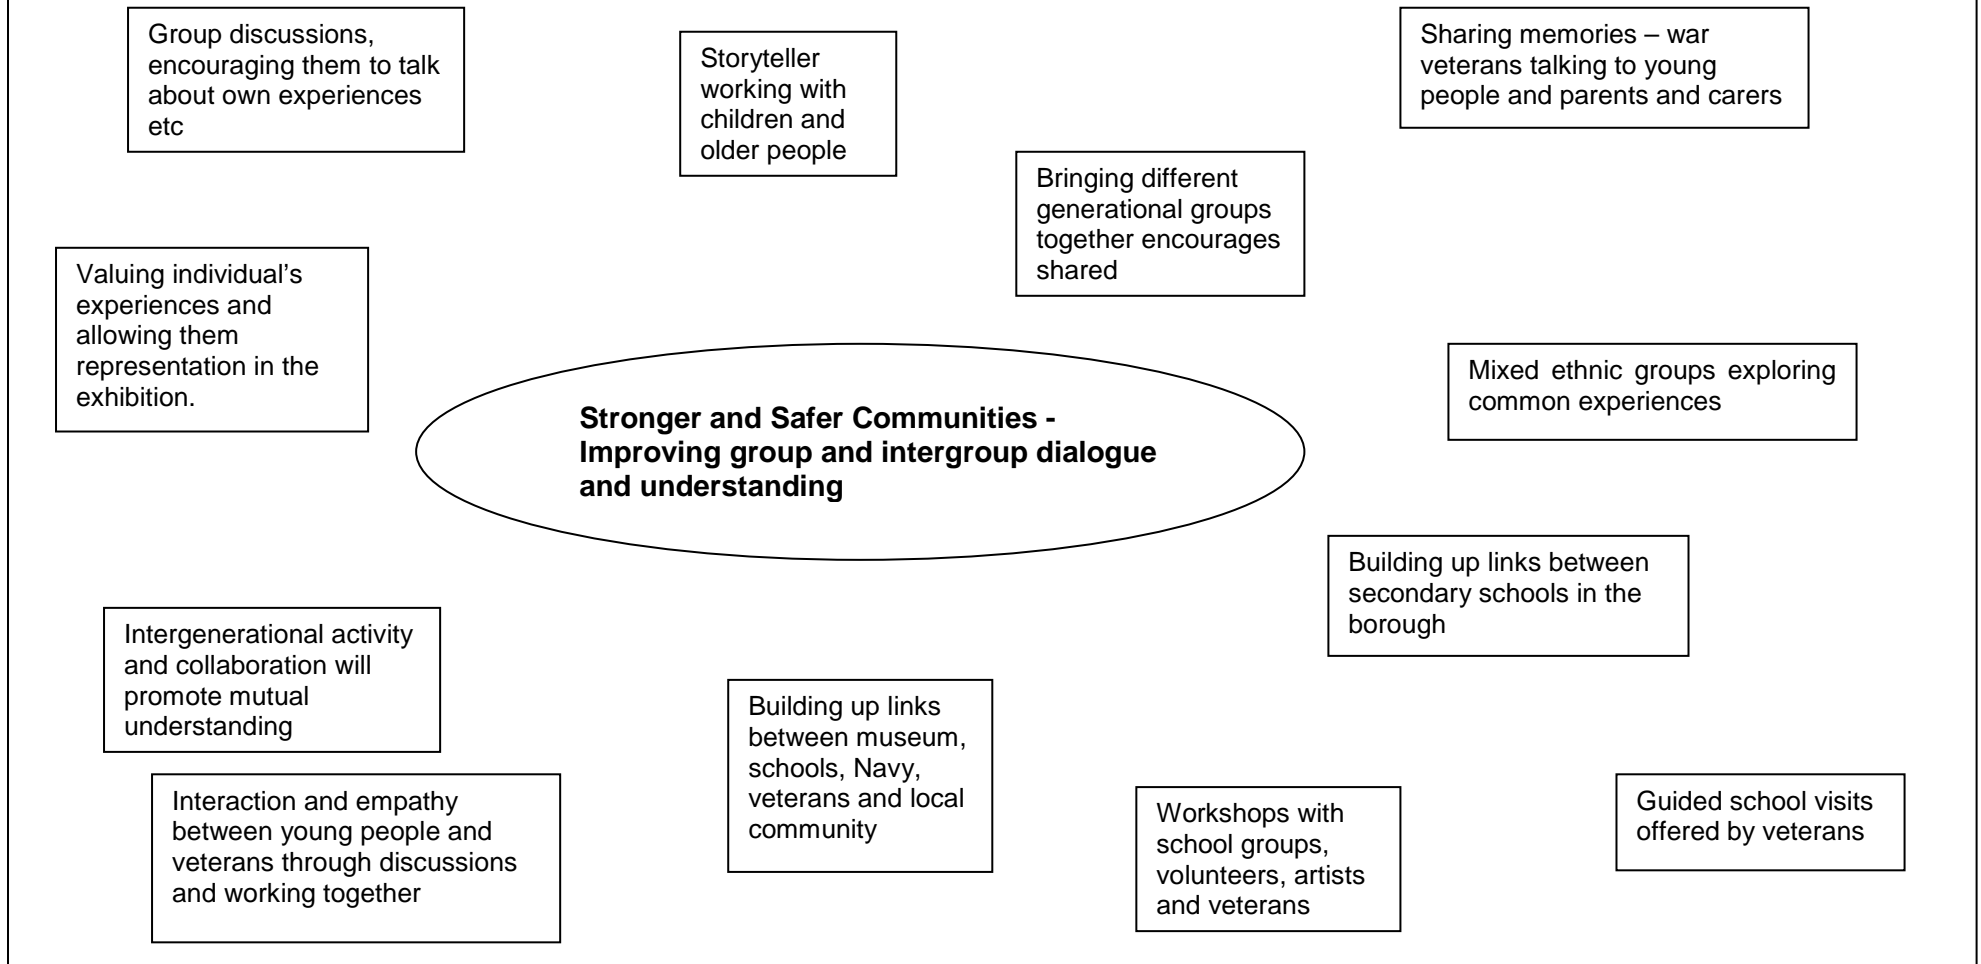 Group discussions,
encouraging them to talk
about own experiences
etc
Storyteller
working with
children and
older people
Sharing memories – war
veterans talking to young
people and parents and carers
Bringing different
generational groups
together encourages
shared
Valuing individual’s
experiences and
allowing them
representation in the
exhibition.
Mixed ethnic groups exploring
common experiences
Stronger and Safer Communities -
Improving group and intergroup dialogue
and understanding
Building up links between
secondary schools in the
borough
Intergenerational activity
and collaboration will
promote mutual
understanding
Building up links
between museum,
schools, Navy,
veterans and local
community
Interaction and empathy
between young people and
veterans through discussions
and working together
Workshops with
school groups,
volunteers, artists
and veterans
Guided school visits
offered by veterans